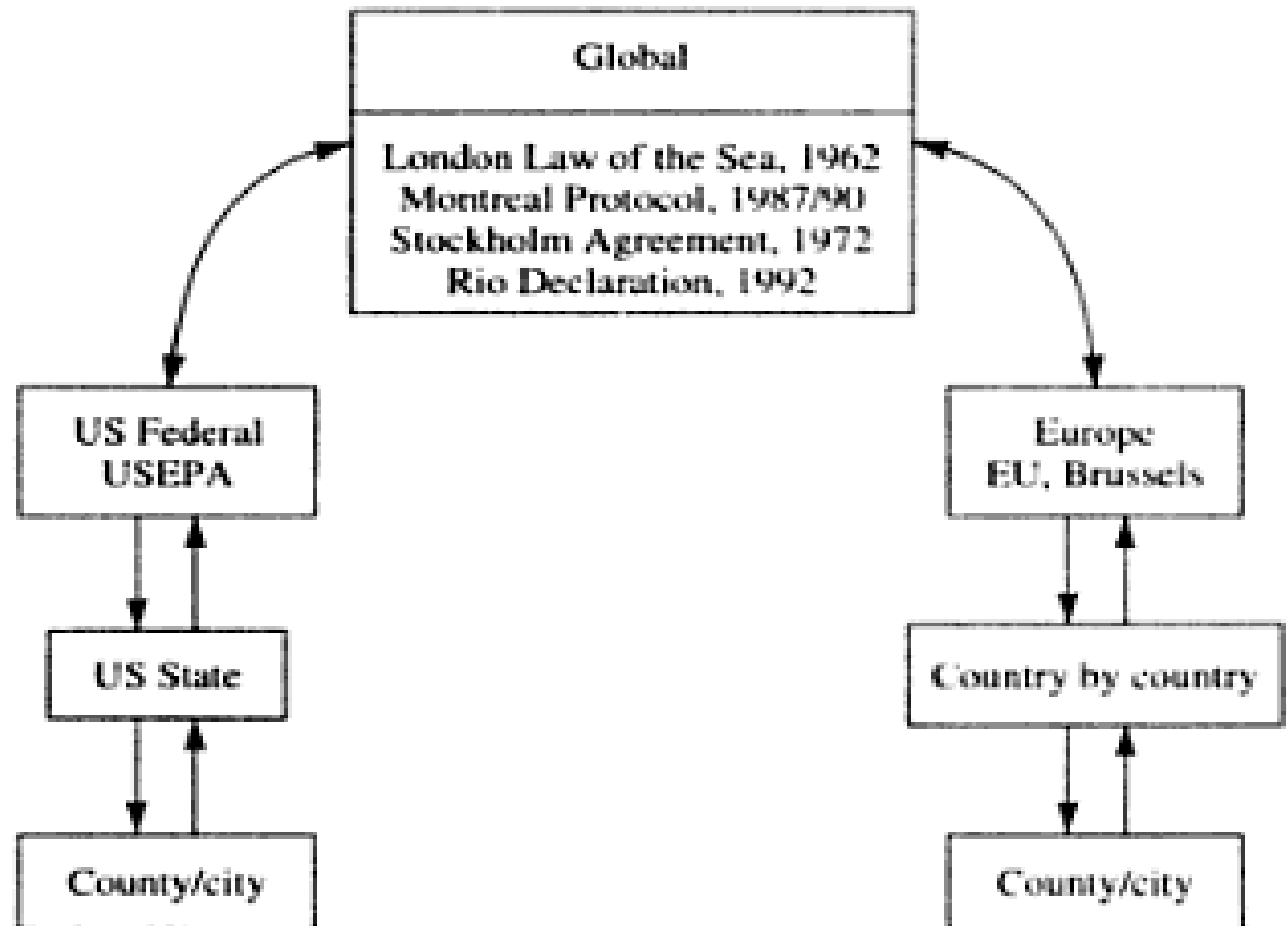 Global
London Law of the Sea, 1962
Montreal Protocol, 1987/90
Stockholm Agreement, 1972
Rio Declaration, 1992
US Federal
USEPA
Europe
EU, Brussels
US State
Country by country
County/city
County/city